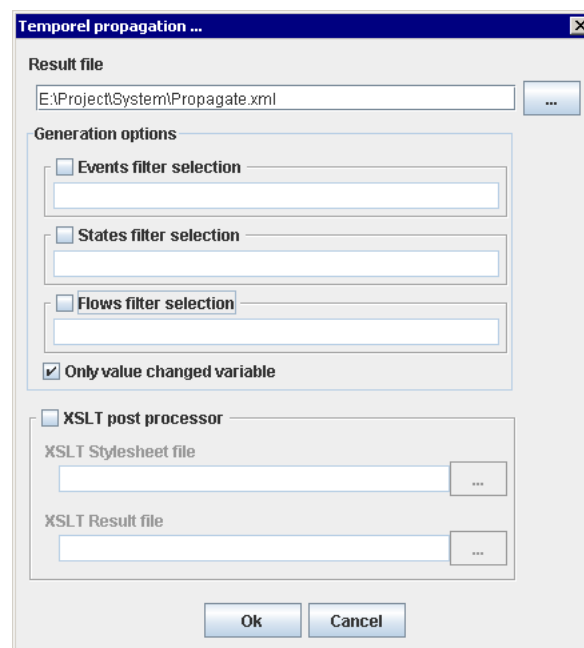 Temporel propagation ...
Result file
E:\Project\System\Propagate.xml
...
Generation options
Events filter selection
States filter selection
Flows filter selection
Only value changed variable
XSLT post processor
XSLT Stylesheet file
...
XSLT Result file
...
Ok Cancel